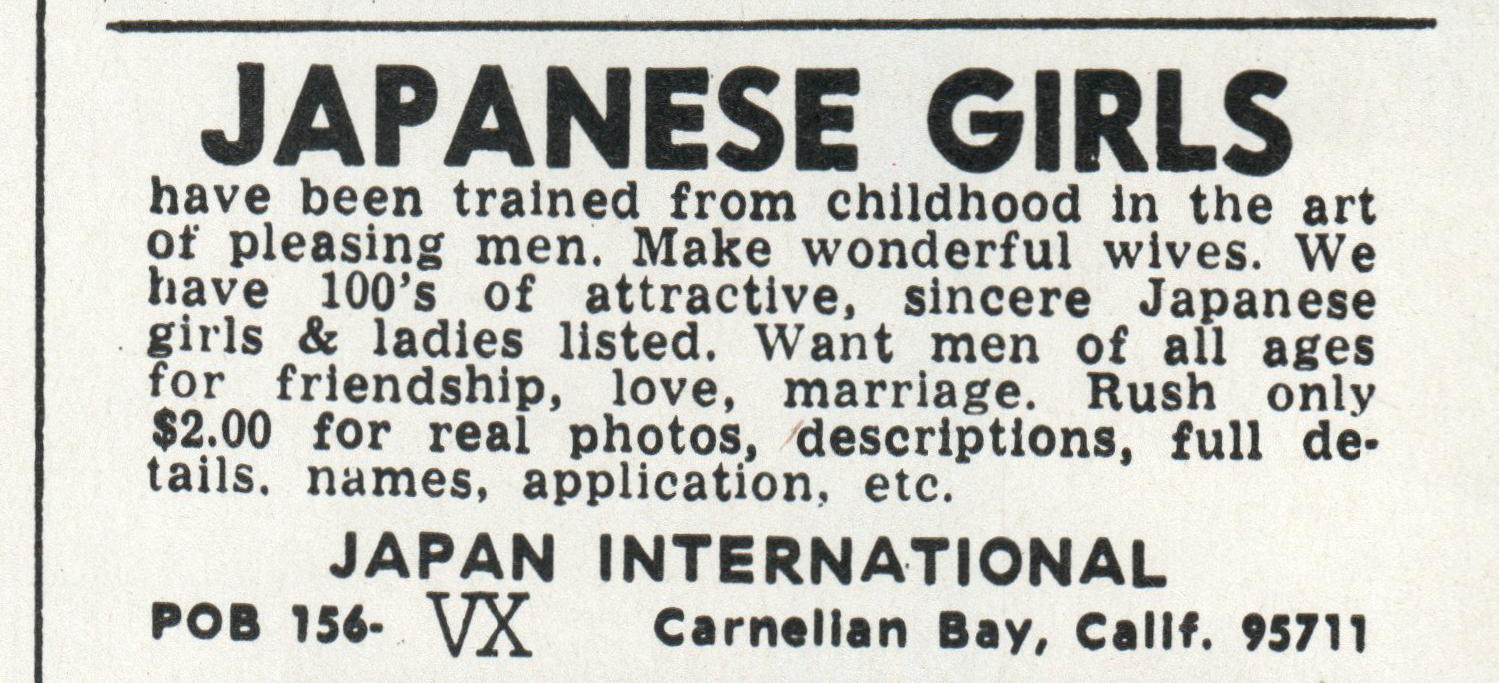 JAPANESE GIRLS
have been trained from childhood in the art
of pleasing men. Make wonderful wives. We
have 100's of attractive, sincere Japanese
girls & ladies listed. Want men of all ages
for friendship, love, marriage. Rush only
$2.00 for real photos, descriptions, full de-
tails. names, application, etc.
JAPAN INTERNATIONAL
POB 156- VX Carnelian Bay, Calif. 95711